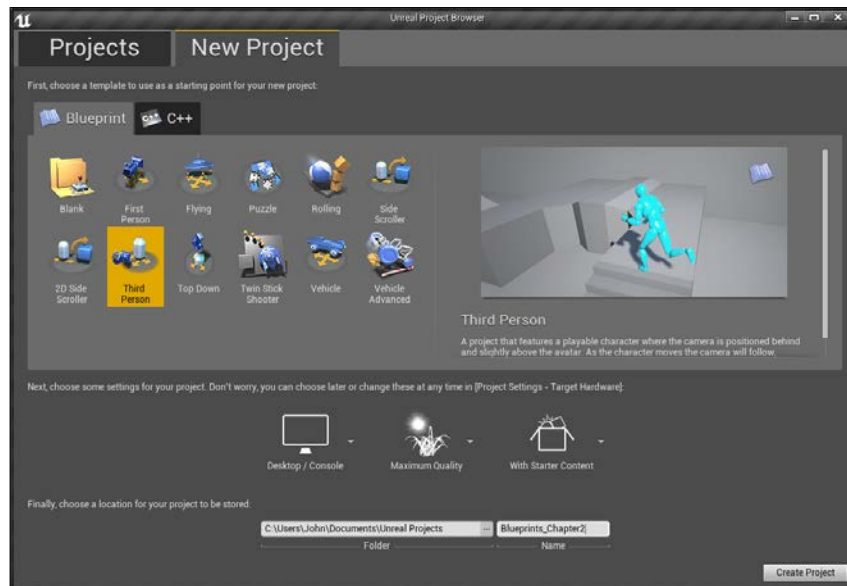 Unreal Project Browser
Projects
New Project
First, choose a template to use as a starting point for your new project:
Blueprint
C++
Blank
First
Person
Flying
Puzzle
Rolling
Side
Scroller
2D Side
Scroller
Third
Person
Top Down
Twin Stick
Shooter
Vehicle
Vehicle
Advanced
Third Person
A project that features a playable character where the camera is positioned behind
and slightly above the avatar. As the character moves the camera will follow.
Next, choose some settings for your project. Don't worry, you can choose later or change these at any time in [Project Settings - Target Hardware]:
Desktop / Console
Maximum Quality
With Starter Content
Finally, choose a location for your project to be stored:
C:\Users\John\Documents\Unreal Projects
...
Blueprints_Chapter2
Folder
Name
Create Project